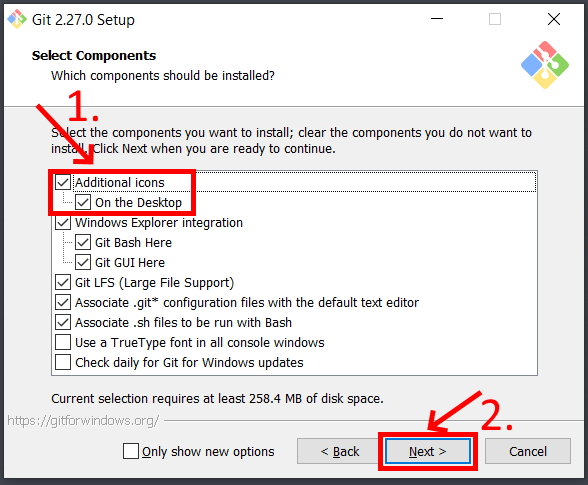 Git 2.27.0 Setup
Select Components
Which components should be installed?
1.
Select the components you want to install; clear the components you do not want to
install. Click Next when you are ready to continue.
Additional icons
On the Desktop
Windows Explorer integration
Git Bash Here
Git GUI Here
Git LFS (Large File Support)
Associate .git* configuration files with the default text editor
Associate .sh files to be run with Bash
Use a TrueType font in all console windows
Check daily for Git for Windows updates
Current selection requires at least 258.4 MB of disk space.
https://gitforwindows.org/
2.
Only show new options
< Back
Next >
Cancel